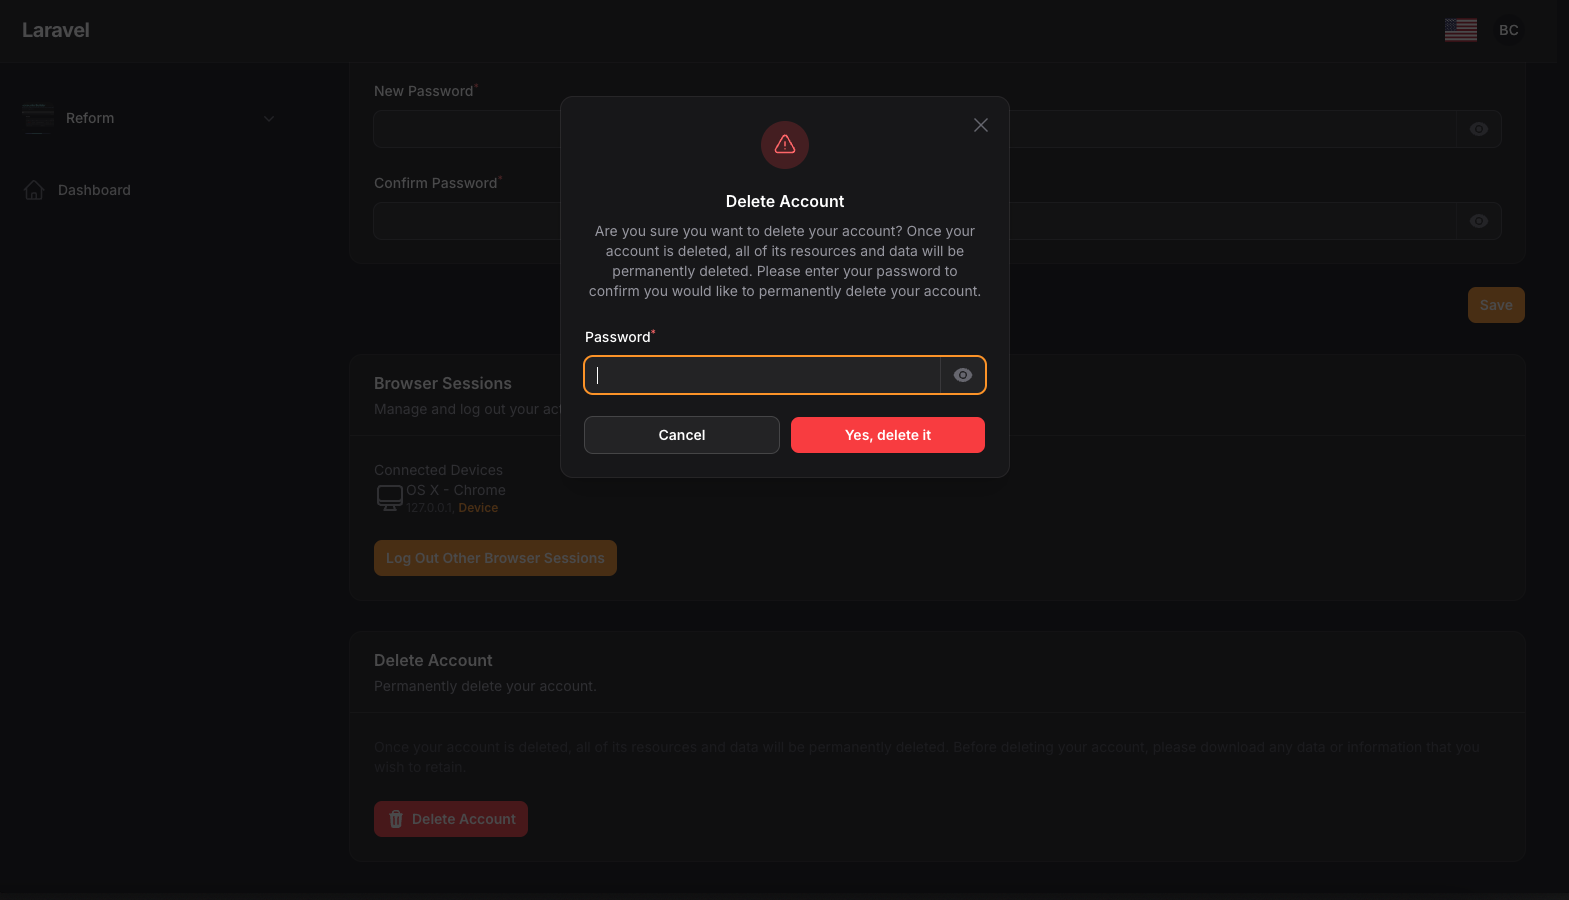 Laravel
BC
Reform
Dashboard
New Password*
Confirm Password*
Save
Delete Account
Are you sure you want to delete your account? Once your
account is deleted, all of its resources and data will be
permanently deleted. Please enter your password to
confirm you would like to permanently delete your account.
Password*
Cancel
Yes, delete it
Browser Sessions
Manage and log out your ac
Connected Devices
OS X - Chrome
127.0.0.1, Device
Log Out Other Browser Sessions
Delete Account
Permanently delete your account.
Once your account is deleted, all of its resources and data will be permanently deleted. Before deleting your account, please download any data or information that you
wish to retain.
Delete Account